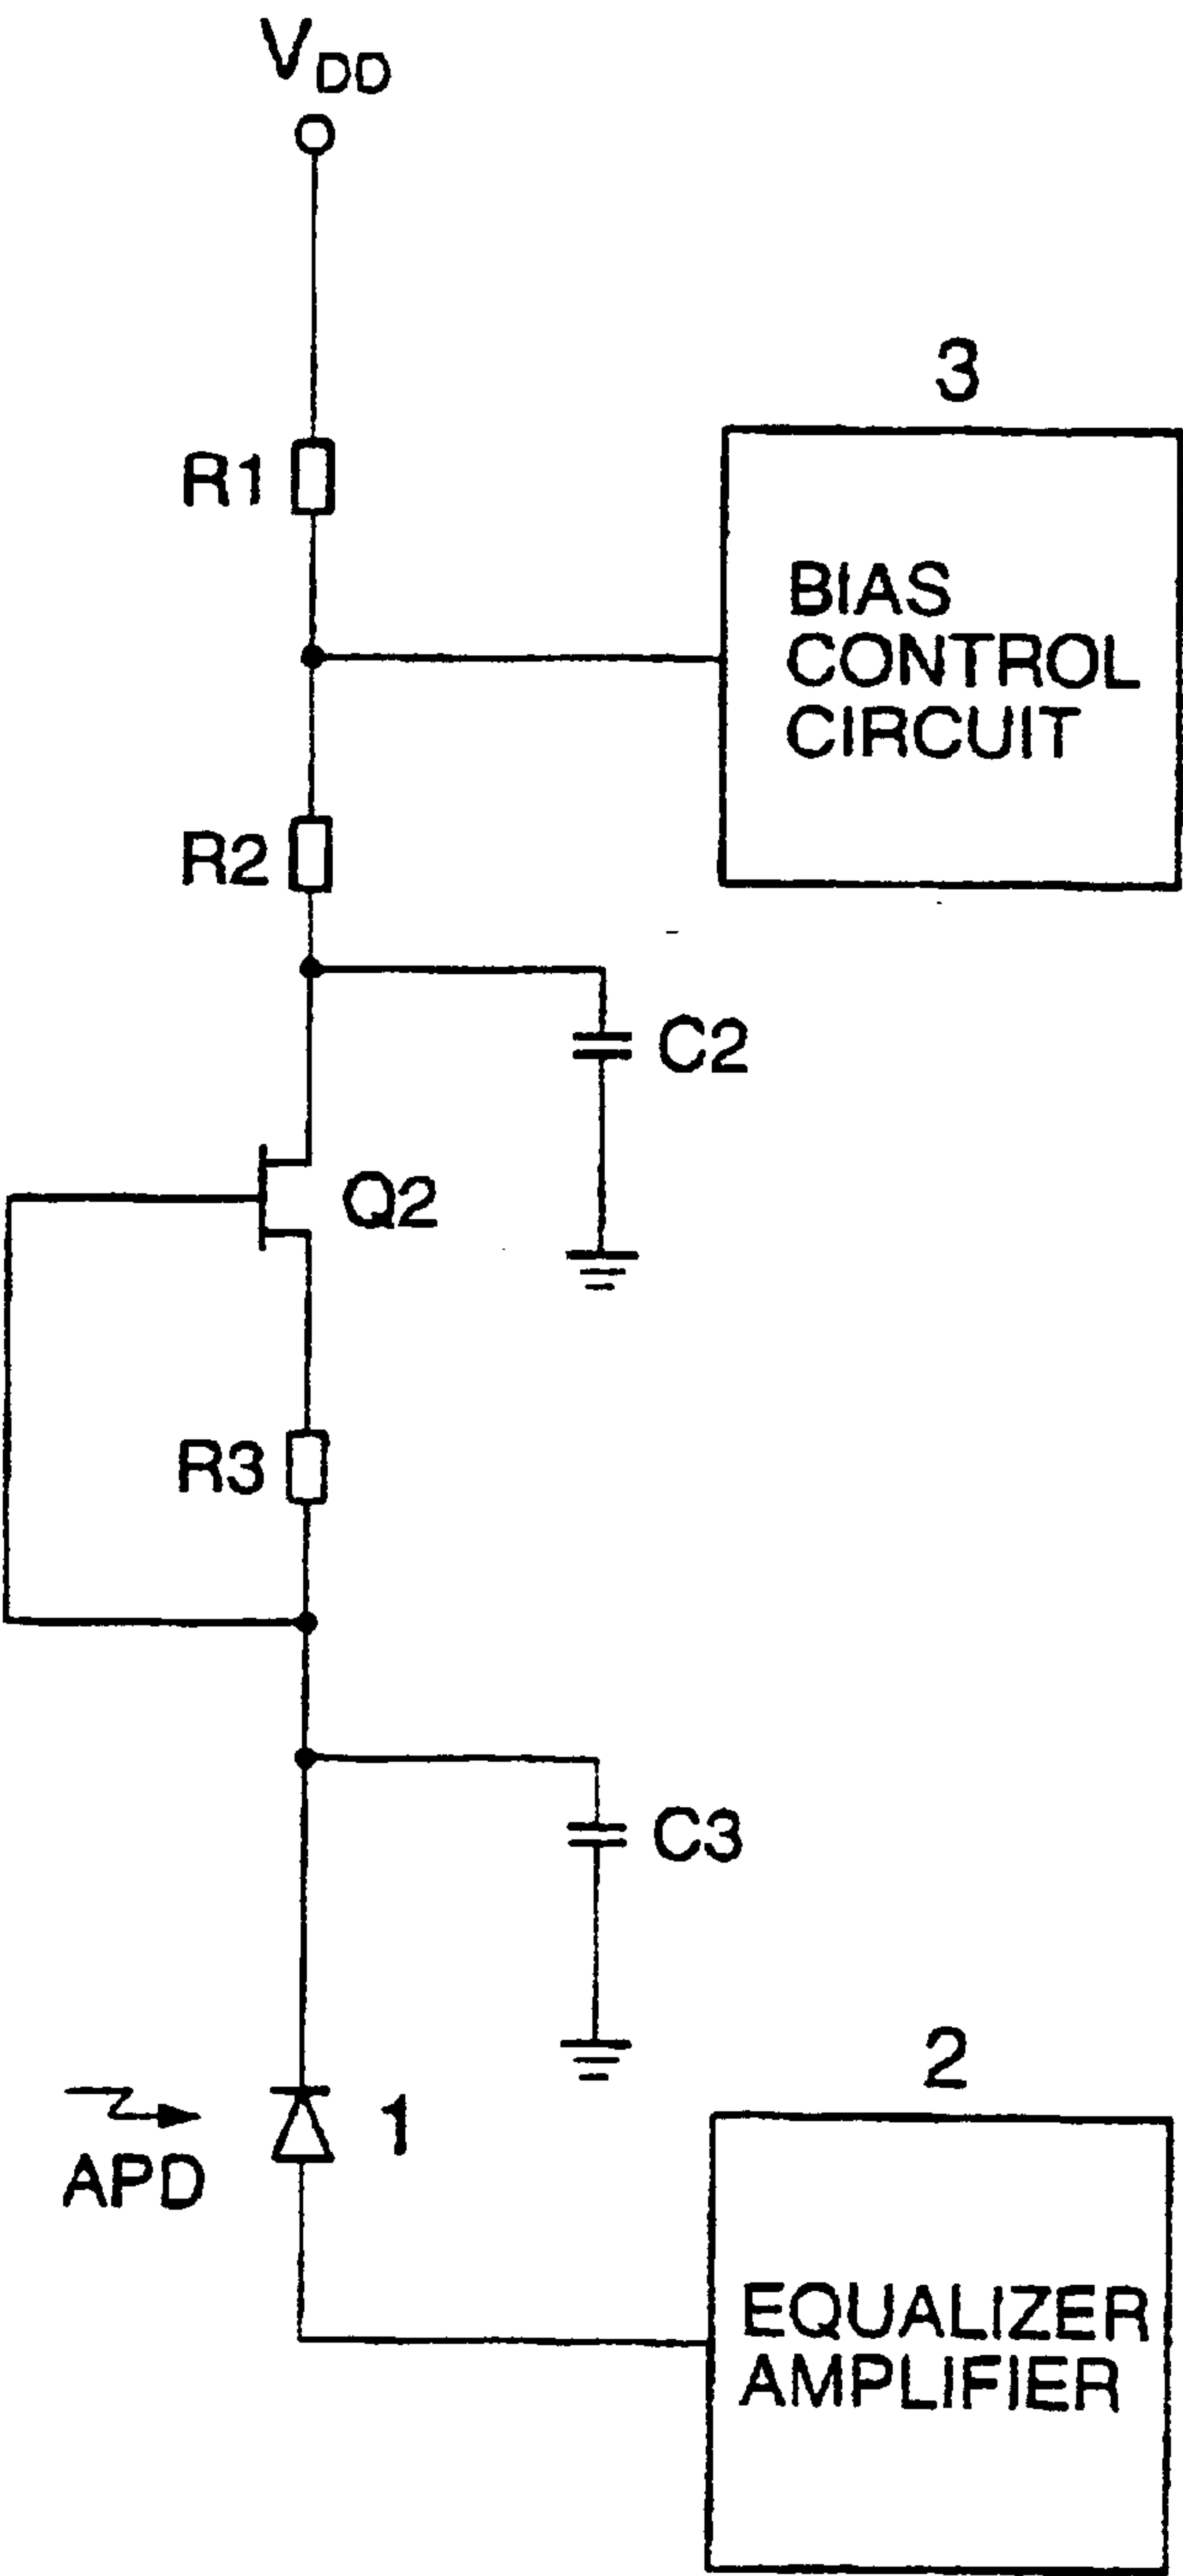 VDD
3
R1
BIAS
CONTROL
CIRCUIT
R2
C2
Q2
R3
C3
2
1
APD
EQUALIZER
AMPLIFIER